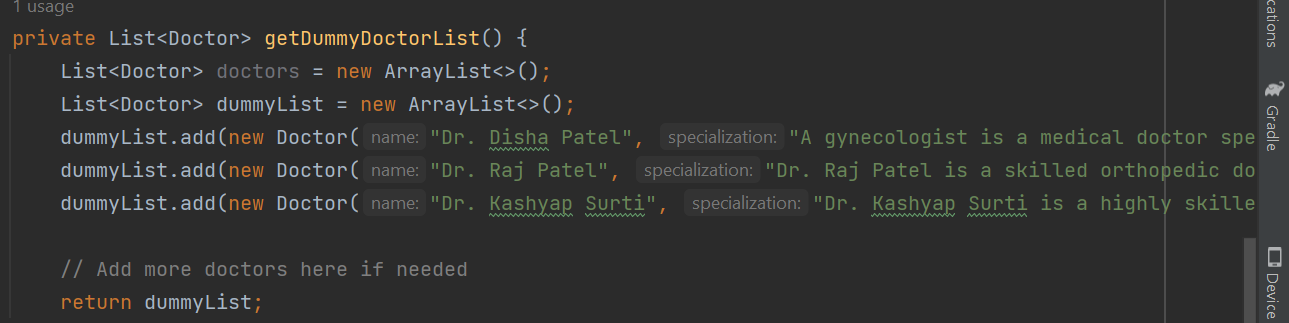 1 usage
private List<Doctor> getDummyDoctorList() {
List<Doctor> doctors = new ArrayList<>();
List<Doctor> dummyList = new ArrayList<>();
dummyList.add(new Doctor( name: "Dr. Disha Patel", specialization: "A gynecologist is a medical doctor spe
dummyList.add(new Doctor( name: "Dr. Raj Patel", specialization: "Dr. Raj Patel is a skilled orthopedic do
dummyList.add(new Doctor( name: "Dr. Kashyap Surti", specialization: "Dr. Kashyap Surti is a highly skille
// Add more doctors here if needed
return dummyList;
cations
Gradle
Device